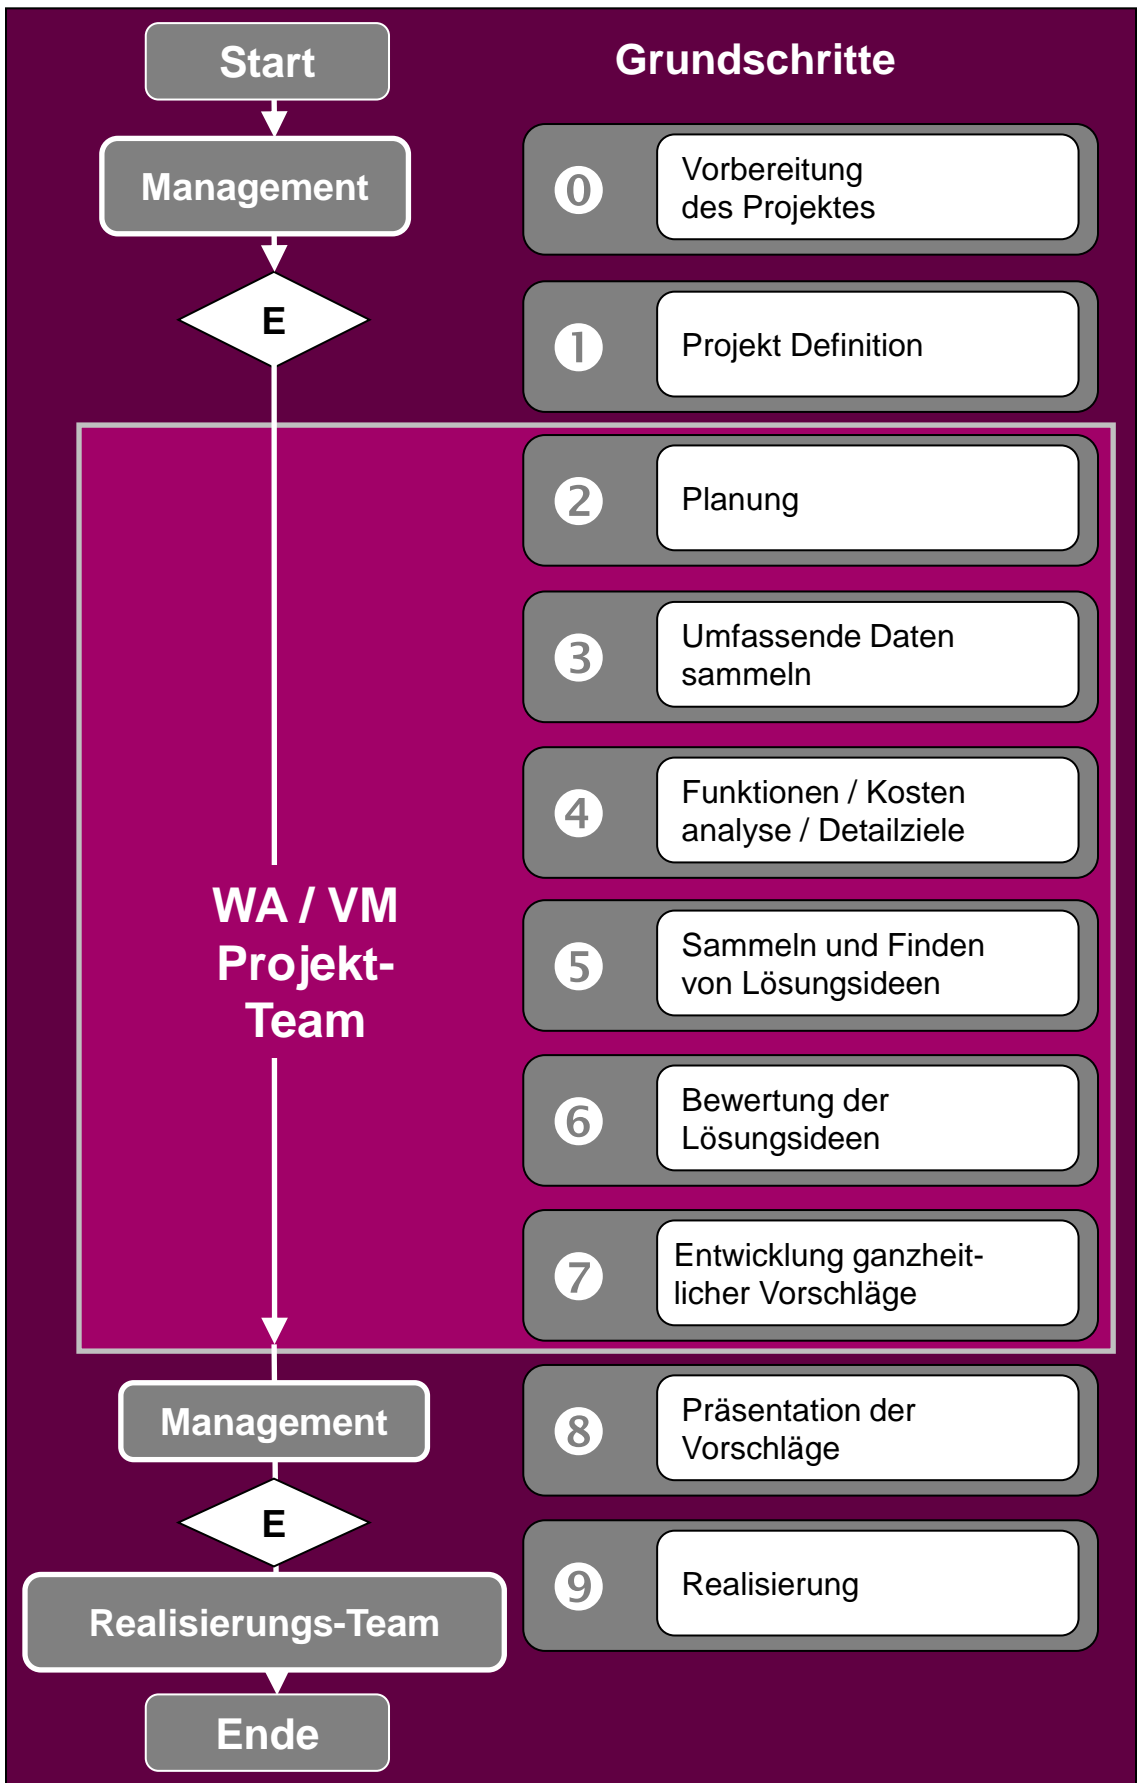 Start
Management
E
WA / VM
Projekt-
Team
Management
E
Realisierungs-Team
Ende
Grundschritte
0
Vorbereitung
des Projektes
1
Projekt Definition
2
Planung
3
Umfassende Daten
sammeln
4
Funktionen / Kosten
analyse / Detailziele
5
Sammeln und Finden
von Lösungsideen
6
Bewertung der
Lösungsideen
7
Entwicklung ganzheit-
licher Vorschläge
8
Präsentation der
Vorschläge
9
Realisierung